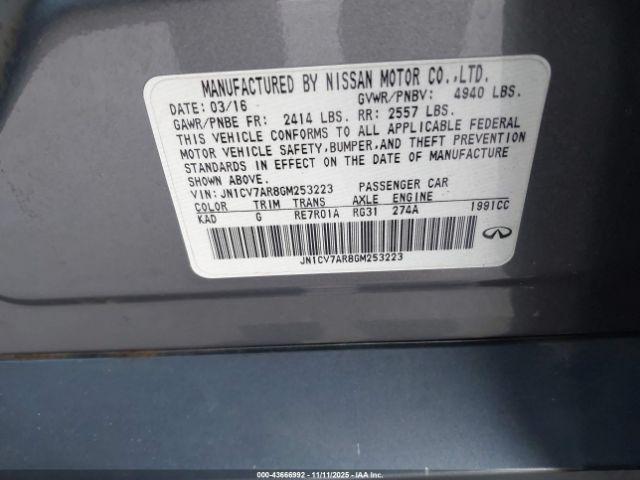 MANUFACTURED BY NISSAN MOTOR CO.,LTD.
DATE: 03/16 GVWR/PNBV: 4940 LBS.
GAWR/PNBE FR: 2414 LBS. RR: 2557 LBS.
THIS VEHICLE CONFORMS TO ALL APPLICABLE FEDERAL
MOTOR VEHICLE SAFETY,BUMPER,AND THEFT PREVENTION
STANDARDS IN EFFECT ON THE DATE OF MANUFACTURE
SHOWN ABOVE.
VIN: JN1CV7AR8GM253223 PASSENGER CAR
COLOR TRIM TRANS AXLE ENGINE
KAD G RE7R01A RG31 274A 1991CC
JN1CV7AR8GM253223
000-43666992 - 11/11/2025 - IAA Inc.